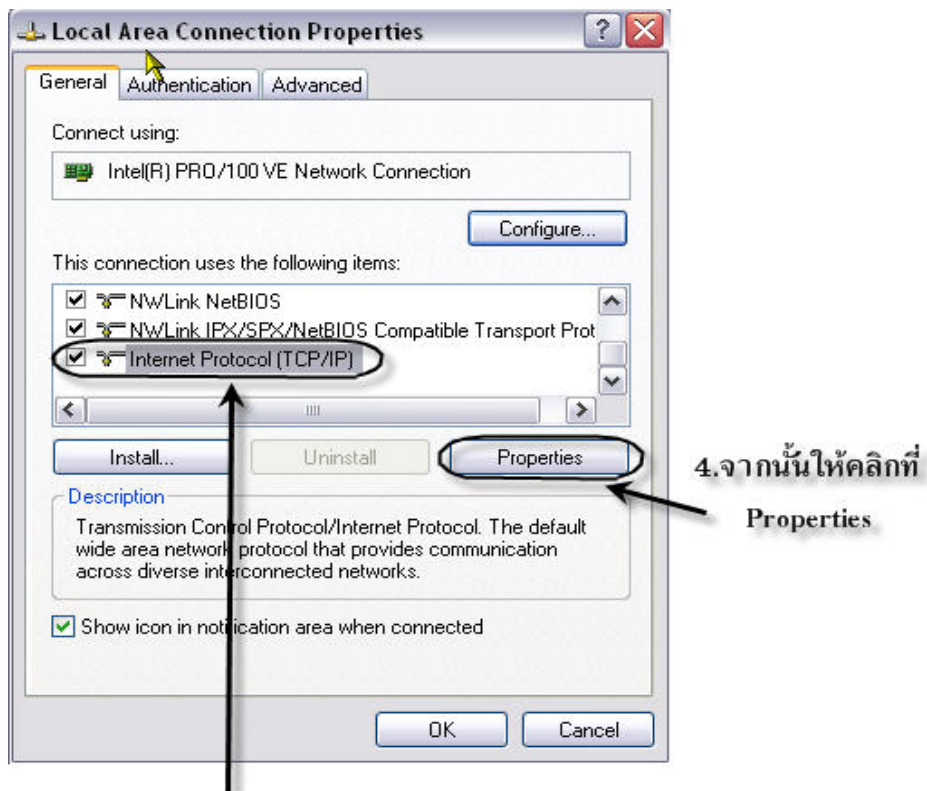 Local Area Connection Properties
General Authentication Advanced
Connect using:
Intel(R) PRO/100 VE Network Connection
Configure...
This connection uses the following items:
NWLink NetBIOS
NWLink IPX/SPX/NetBIOS Compatible Transport Prot
Internet Protocol (TCP/IP)
Install... Uninstall Properties
4.จากนั้นให้คลิกที่
Properties
Description
Transmission Control Protocol/Internet Protocol. The default
wide area network protocol that provides communication
across diverse interconnected networks.
Show icon in notification area when connected
OK Cancel